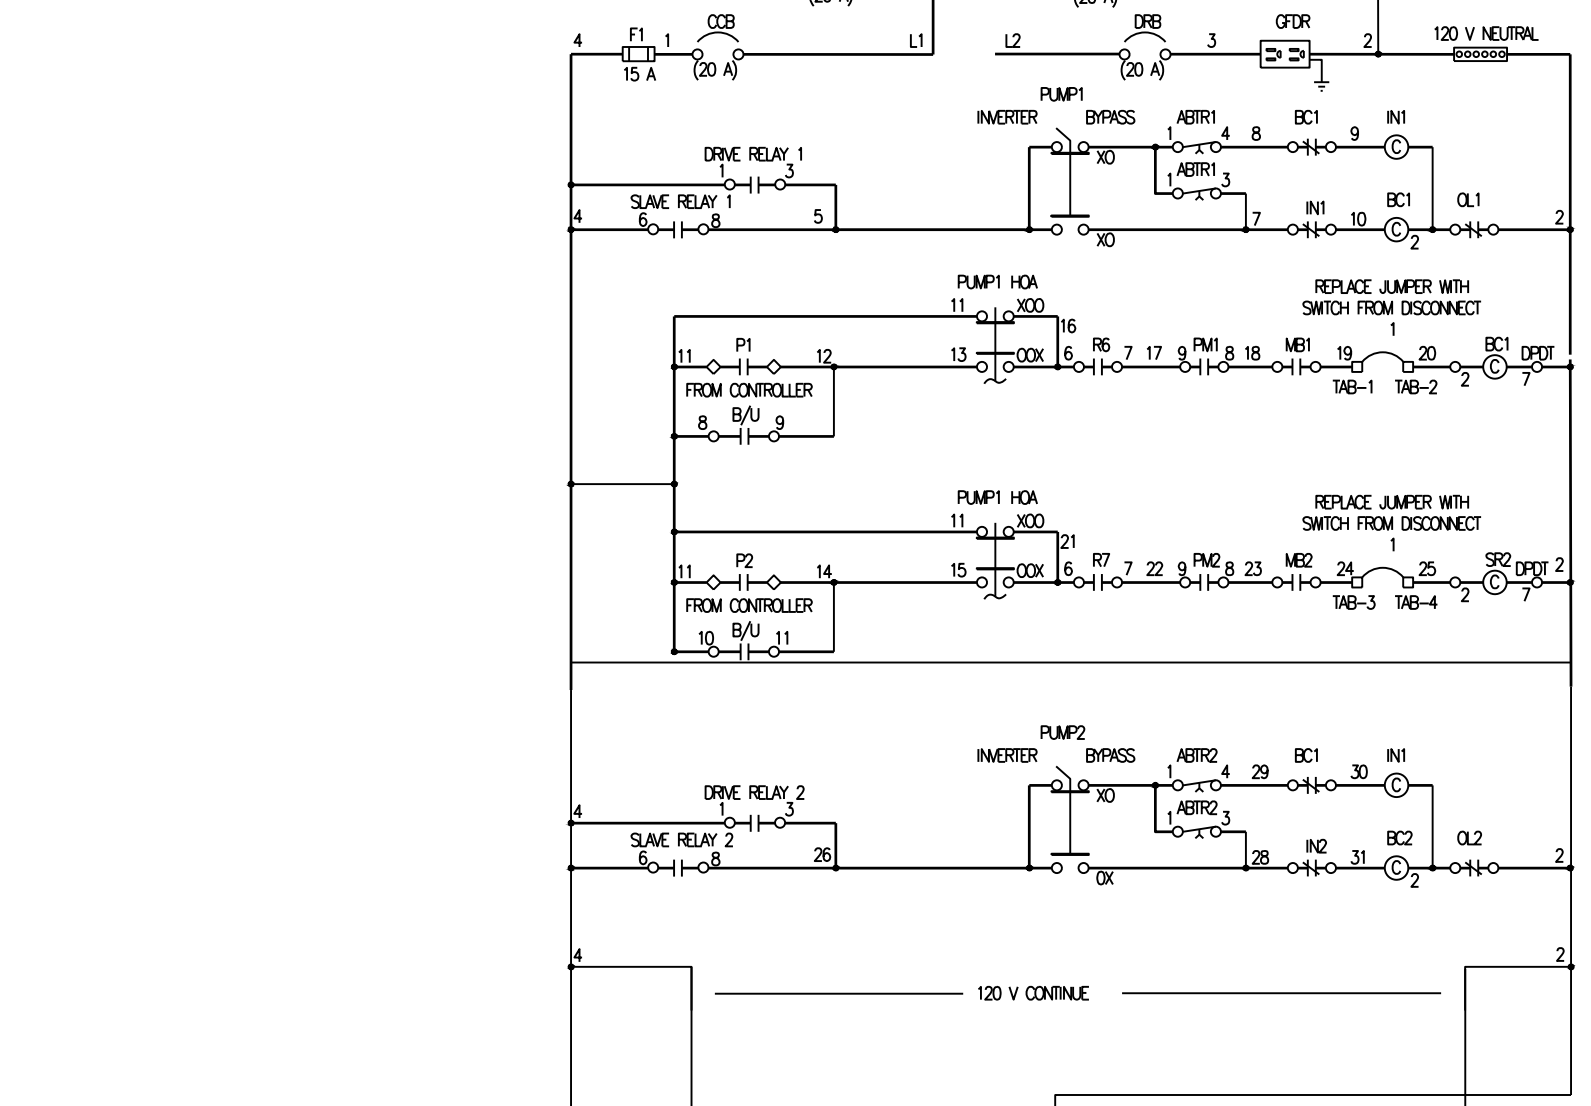 (20 A)
(20 A)
4 F1 1 CCB L1 L2 DRB 3 GFDR 2 120 V NEUTRAL
15 A (20 A) (20 A)
PUMP1
INVERTER BYPASS ABTR1 BC1 IN1
1 4 8 9 C
XO
DRIVE RELAY 1
1 3
ABTR1
1 3
SLAVE RELAY 1
4 6 8 5
7 IN1 10 BC1 C 2 OL1 2
XO
PUMP1 HOA
REPLACE JUMPER WITH
SWITCH FROM DISCONNECT
1
11 XOO
16
11 P1 12 13 OOX 6 R6 7 17 9 PM1 8 18 MB1 19 20 BC1 C DPDT
TAB-1 TAB-2 2 7
FROM CONTROLLER
B/U
8 9
PUMP1 HOA
REPLACE JUMPER WITH
SWITCH FROM DISCONNECT
1
11 XOO
21
11 P2 14 15 OOX 6 R7 7 22 9 PM2 8 23 MB2 24 25 SR2 C DPDT 2
TAB-3 TAB-4 2 7
FROM CONTROLLER
B/U
10 11
PUMP2
INVERTER BYPASS ABTR2 BC1 IN1
1 4 29 30 C
XO
DRIVE RELAY 2
4 1 3
ABTR2
1 3
SLAVE RELAY 2
6 8 26
28 IN2 31 BC2 C 2 OL2 2
OX
4 2
120 V CONTINUE